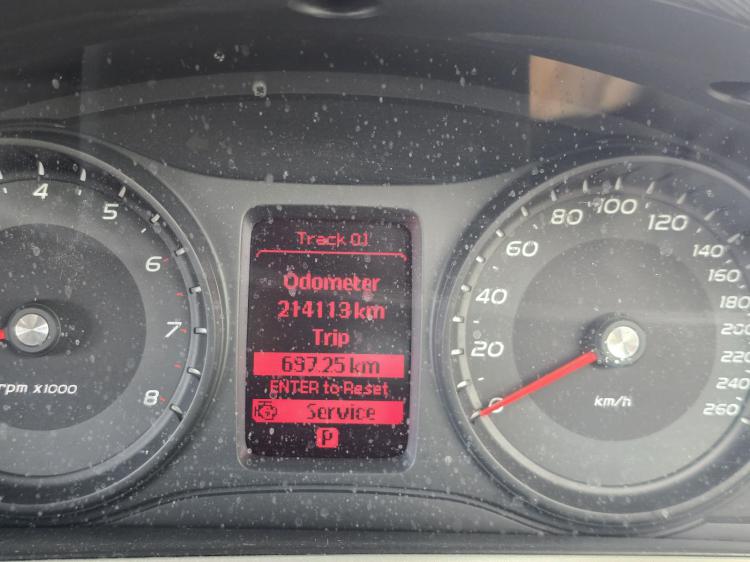 4
5
6
7
8
rpm x1000
Track 01
Odometer
214113 km
Trip
697.25 km
ENTER to Reset
Service
P
0
20
40
60
80
100
120
140
160
180
200
220
240
260
km/h